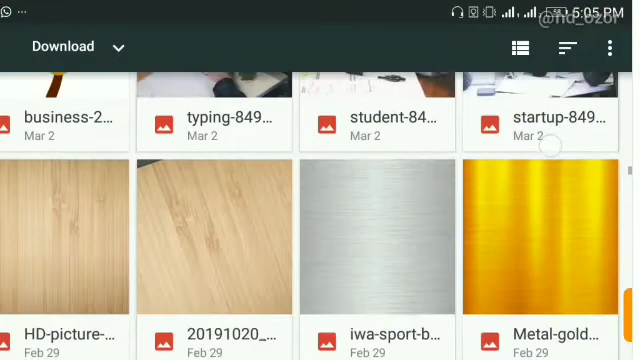 5:05 PM
Download
business-2...
Mar 2
typing-849...
Mar 2
student-84...
Mar 2
startup-849...
Mar 2
HD-picture-...
Feb 29
20191020_...
Feb 29
iwa-sport-b...
Feb 29
Metal-gold...
Feb 29